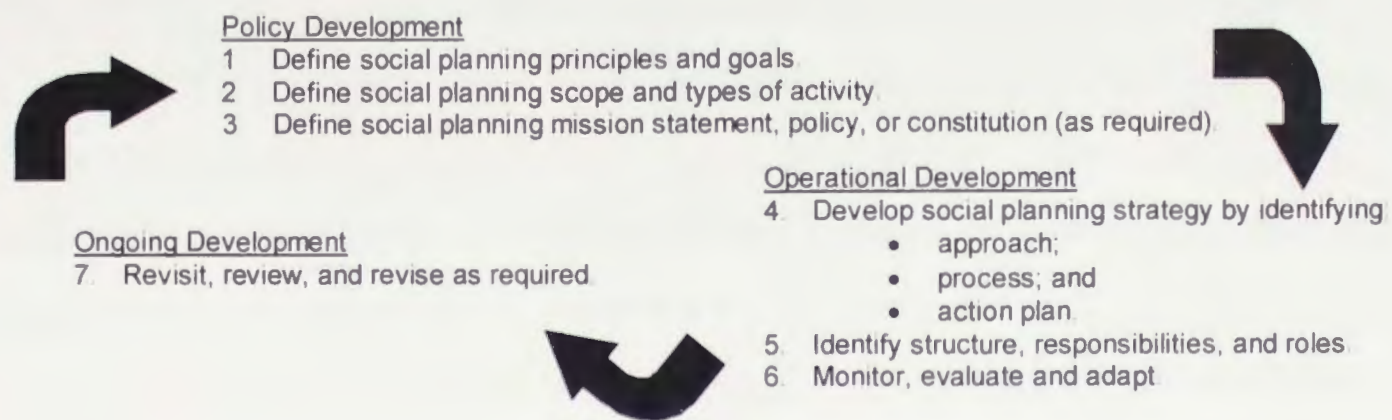 Policy Development
1 Define social planning principles and goals.
2 Define social planning scope and types of activity.
3 Define social planning mission statement, policy, or constitution (as required).
Operational Development
4. Develop social planning strategy by identifying
• approach;
• process; and
• action plan.
5. Identify structure, responsibilities, and roles.
6. Monitor, evaluate and adapt.
Ongoing Development
7. Revisit, review, and revise as required.